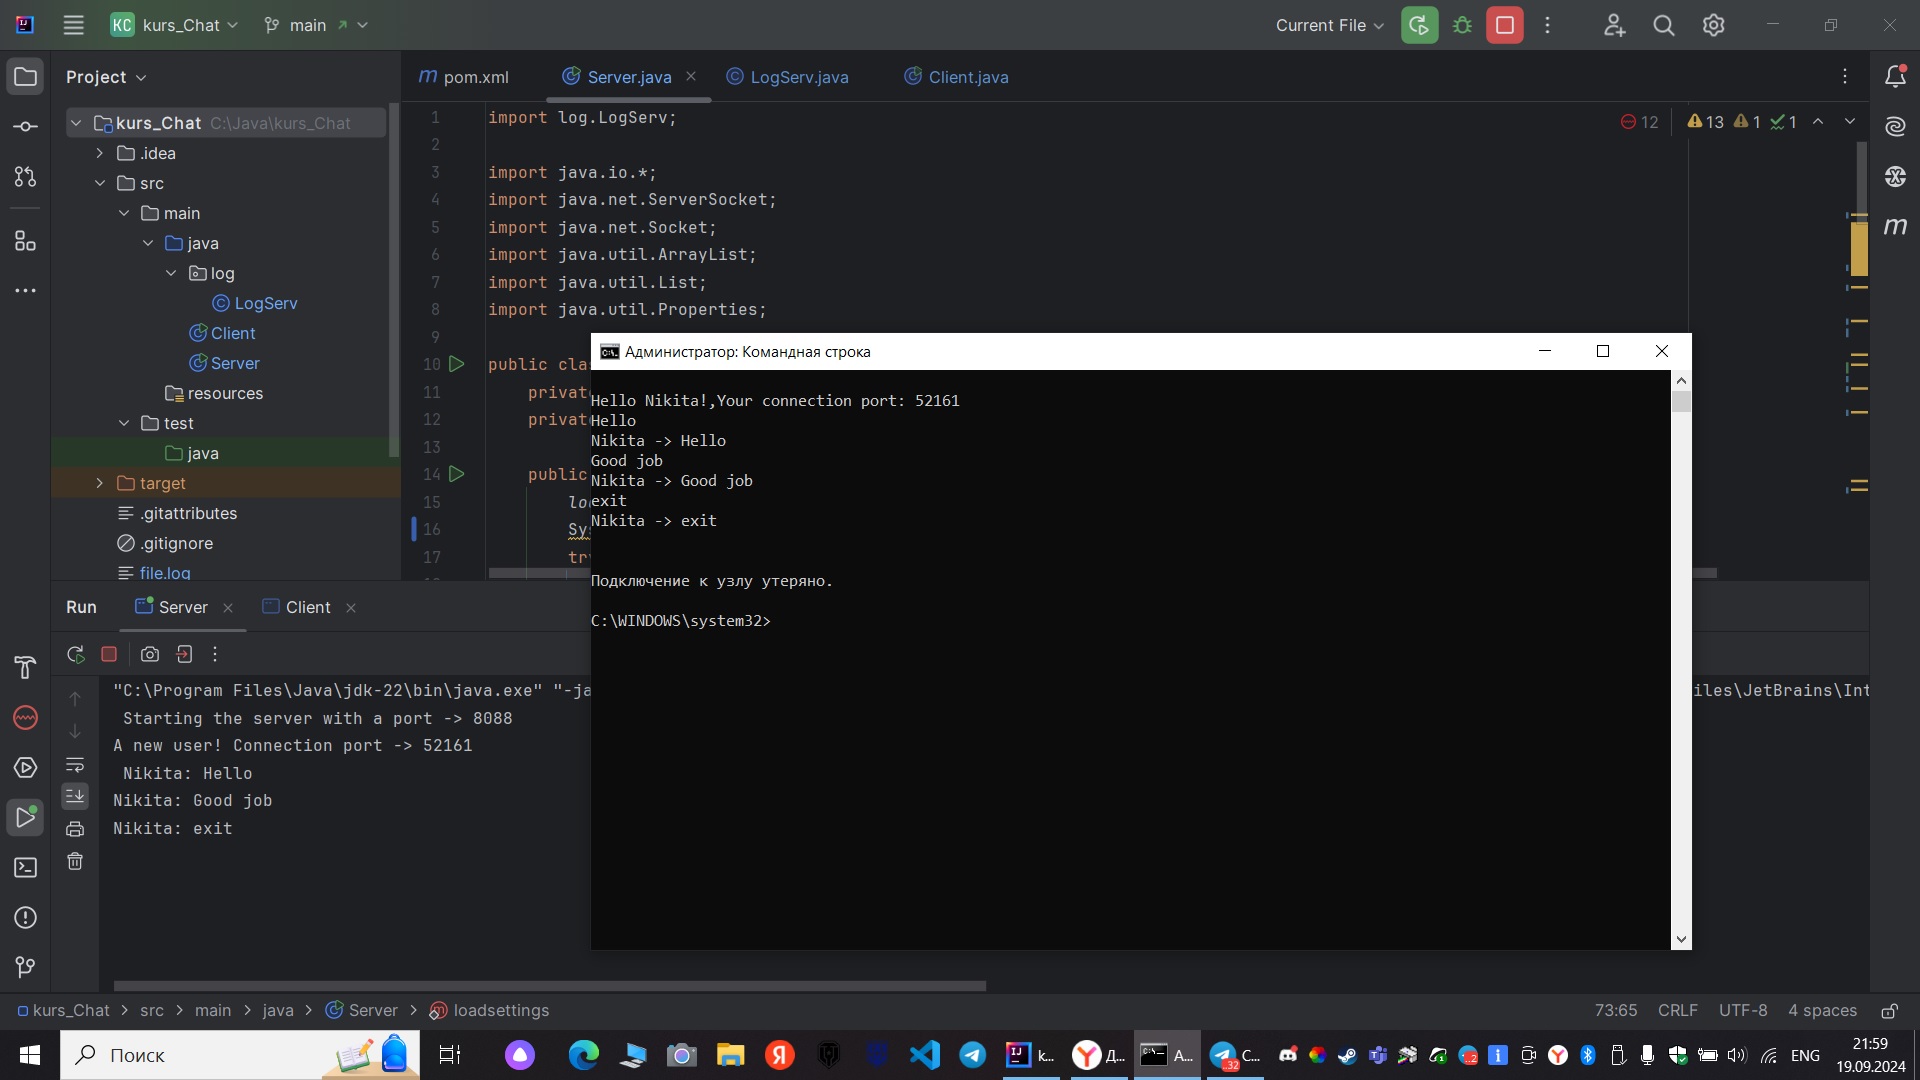 KC kurs_Chat main Current File
Project
pom.xml Server.java LogServ.java Client.java
kurs_Chat C:\Java\kurs_Chat
.idea
src
main
java
log
LogServ
Client
Server
resources
test
java
target
.gitattributes
.gitignore
file.log
12 13 1 1
1 import log.LogServ;
2
3 import java.io.*;
4 import java.net.ServerSocket;
5 import java.net.Socket;
6 import java.util.ArrayList;
7 import java.util.List;
8 import java.util.Properties;
9
10 public cla
11 privat
12 privat
13
14 public
15 lo
16 Sy
17 tr
Администратор: Командная строка
Hello Nikita!,Your connection port: 52161
Hello
Nikita -> Hello
Good job
Nikita -> Good job
exit
Nikita -> exit
Подключение к узлу утеряно.
C:\WINDOWS\system32>
Run Server Client
"C:\Program Files\Java\jdk-22\bin\java.exe" "-ja
iles\JetBrains\Int
Starting the server with a port -> 8088
A new user! Connection port -> 52161
Nikita: Hello
Nikita: Good job
Nikita: exit
kurs_Chat > src > main > java > Server > loadsettings
73:65 CRLF UTF-8 4 spaces
Поиск
k... Д... A... С...
ENG
21:59
19.09.2024